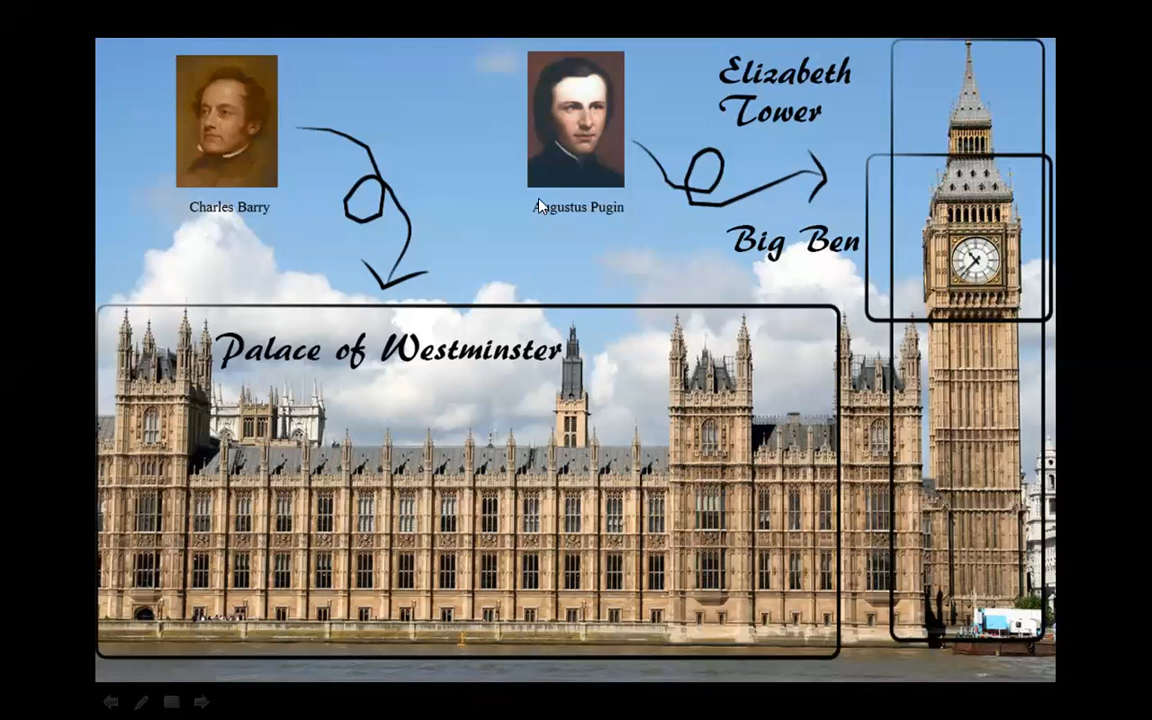 Charles Barry
Augustus Pugin
Elizabeth
Tower
Big Ben
Palace of Westminster